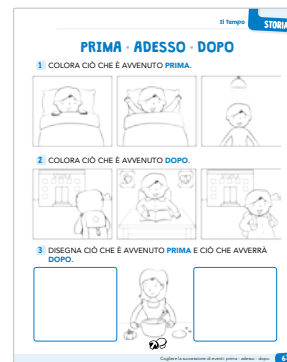 Il Tempo
STORIA
PRIMA · ADESSO · DOPO
1 COLORA CIÒ CHE È AVVENUTO PRIMA.
2 COLORA CIÒ CHE È AVVENUTO DOPO.
3 DISEGNA CIÒ CHE È AVVENUTO PRIMA E CIÒ CHE AVVERRÀ
DOPO.
Cogliere la successione di eventi: prima - adesso - dopo